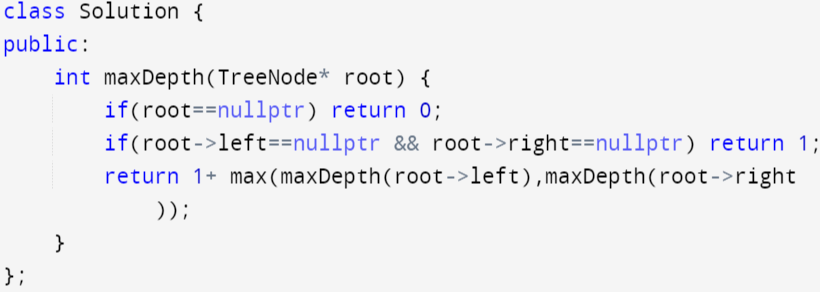 class Solution {
public:
    int maxDepth(TreeNode* root) {
        if(root==nullptr) return 0;
        if(root->left==nullptr && root->right==nullptr) return 1;
        return 1+ max(maxDepth(root->left),maxDepth(root->right
            ));
    }
};